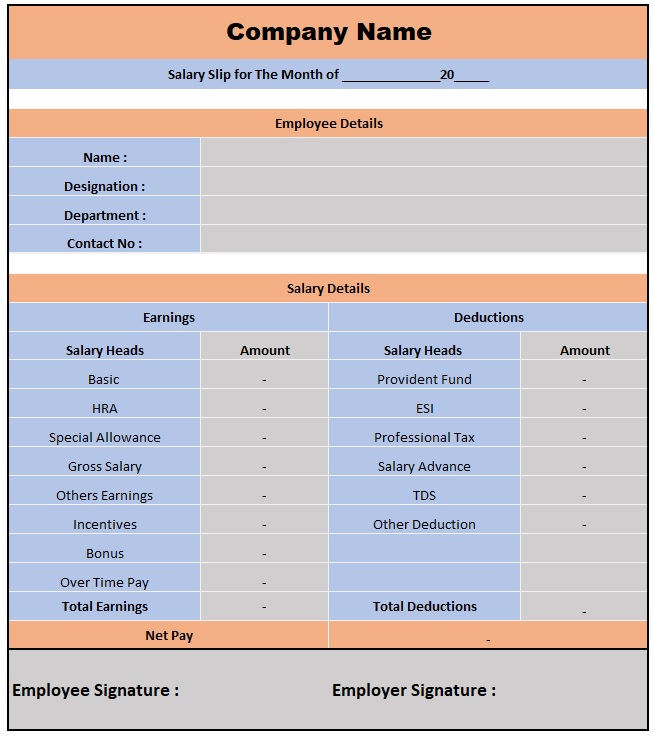 Company Name
Salary Slip for The Month of ______________20_____
Employee Details
Name :
Designation :
Department :
Contact No :
Salary Details
Earnings Deductions
Salary Heads Amount Salary Heads Amount
Basic - Provident Fund -
HRA - ESI -
Special Allowance - Professional Tax -
Gross Salary - Salary Advance -
Others Earnings - TDS -
Incentives - Other Deduction -
Bonus -
Over Time Pay -
Total Earnings - Total Deductions -
Net Pay -
Employee Signature : Employer Signature :